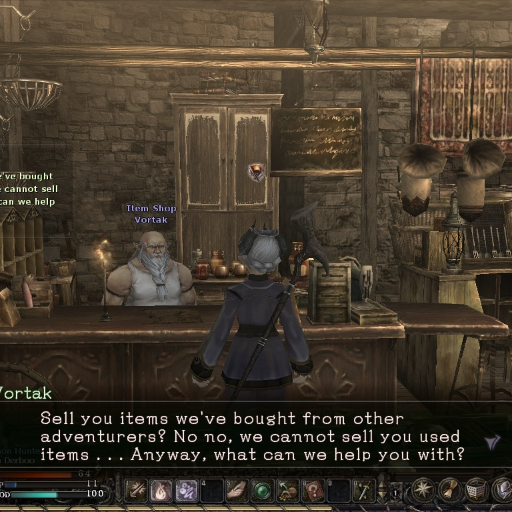 e've bought
e cannot sell
can we help
Item Shop
Vortak
Vortak
Sell you items we've bought from other
adventurers? No no, we cannot sell you used
items ... Anyway, what can we help you with?
64
11
100